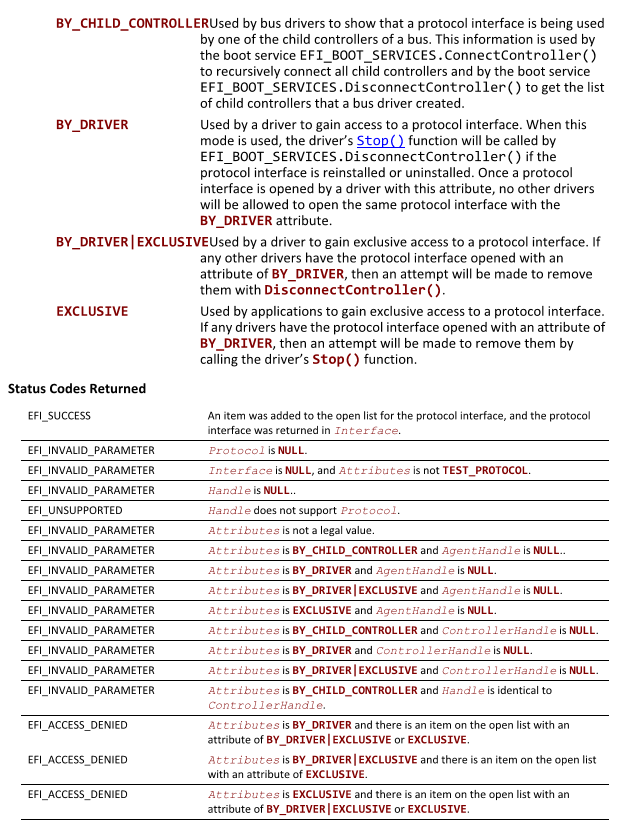 BY_CHILD_CONTROLLERUsed by bus drivers to show that a protocol interface is being used
by one of the child controllers of a bus. This information is used by
the boot service EFI_BOOT_SERVICES.ConnectController()
to recursively connect all child controllers and by the boot service
EFI_BOOT_SERVICES.DisconnectController() to get the list
of child controllers that a bus driver created.
BY_DRIVER Used by a driver to gain access to a protocol interface. When this
mode is used, the driver’s Stop() function will be called by
EFI_BOOT_SERVICES.DisconnectController() if the
protocol interface is reinstalled or uninstalled. Once a protocol
interface is opened by a driver with this attribute, no other drivers
will be allowed to open the same protocol interface with the
BY_DRIVER attribute.
BY_DRIVER|EXCLUSIVEUsed by a driver to gain exclusive access to a protocol interface. If
any other drivers have the protocol interface opened with an
attribute of BY_DRIVER, then an attempt will be made to remove
them with DisconnectController().
EXCLUSIVE Used by applications to gain exclusive access to a protocol interface.
If any drivers have the protocol interface opened with an attribute of
BY_DRIVER, then an attempt will be made to remove them by
calling the driver’s Stop() function.
Status Codes Returned
EFI_SUCCESS An item was added to the open list for the protocol interface, and the protocol
interface was returned in Interface.
EFI_INVALID_PARAMETER Protocol is NULL.
EFI_INVALID_PARAMETER Interface is NULL, and Attributes is not TEST_PROTOCOL.
EFI_INVALID_PARAMETER Handle is NULL..
EFI_UNSUPPORTED Handle does not support Protocol.
EFI_INVALID_PARAMETER Attributes is not a legal value.
EFI_INVALID_PARAMETER Attributes is BY_CHILD_CONTROLLER and AgentHandle is NULL..
EFI_INVALID_PARAMETER Attributes is BY_DRIVER and AgentHandle is NULL.
EFI_INVALID_PARAMETER Attributes is BY_DRIVER|EXCLUSIVE and AgentHandle is NULL.
EFI_INVALID_PARAMETER Attributes is EXCLUSIVE and AgentHandle is NULL.
EFI_INVALID_PARAMETER Attributes is BY_CHILD_CONTROLLER and ControllerHandle is NULL.
EFI_INVALID_PARAMETER Attributes is BY_DRIVER and ControllerHandle is NULL.
EFI_INVALID_PARAMETER Attributes is BY_DRIVER|EXCLUSIVE and ControllerHandle is NULL.
EFI_INVALID_PARAMETER Attributes is BY_CHILD_CONTROLLER and Handle is identical to
ControllerHandle.
EFI_ACCESS_DENIED Attributes is BY_DRIVER and there is an item on the open list with an
attribute of BY_DRIVER|EXCLUSIVE or EXCLUSIVE.
EFI_ACCESS_DENIED Attributes is BY_DRIVER|EXCLUSIVE and there is an item on the open list
with an attribute of EXCLUSIVE.
EFI_ACCESS_DENIED Attributes is EXCLUSIVE and there is an item on the open list with an
attribute of BY_DRIVER|EXCLUSIVE or EXCLUSIVE.